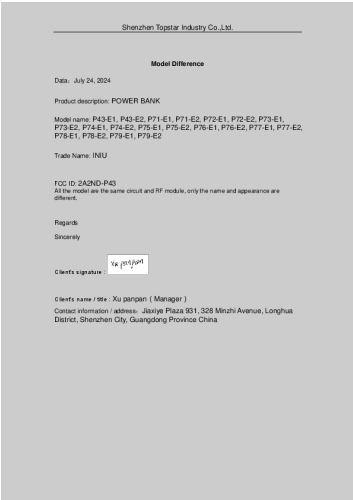 Shenzhen Topstar Industry Co.,Ltd.
Model Difference
Data: July 24, 2024
Product description: POWER BANK
Model name: P43-E1, P43-E2, P71-E1, P71-E2, P72-E1, P72-E2, P73-E1,
P73-E2, P74-E1, P74-E2, P75-E1, P75-E2, P76-E1, P76-E2, P77-E1, P77-E2,
P78-E1, P78-E2, P79-E1, P79-E2
Trade Name: INIU
FCC ID: 2A2ND-P43
All the model are the same circuit and RF module, only the name and appearance are
different.
Regards
Sincerely
Xu panpan
Client's signature :
Client's name / title : Xu panpan ( Manager )
Contact information / address: Jiaxiye Plaza 931, 328 Minzhi Avenue, Longhua
District, Shenzhen City, Guangdong Province China